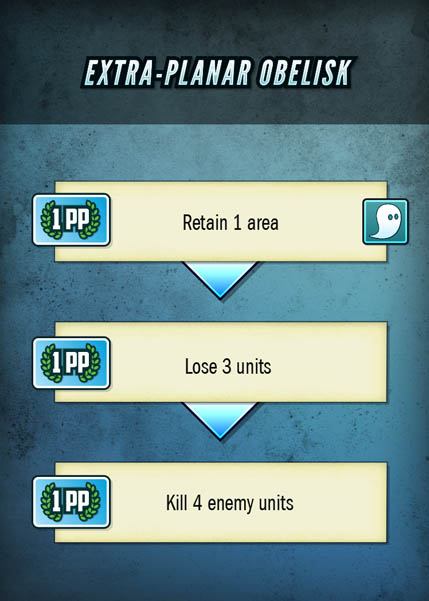 EXTRA-PLANAR OBELISK
1 PP
Retain 1 area
1 PP
Lose 3 units
1 PP
Kill 4 enemy units